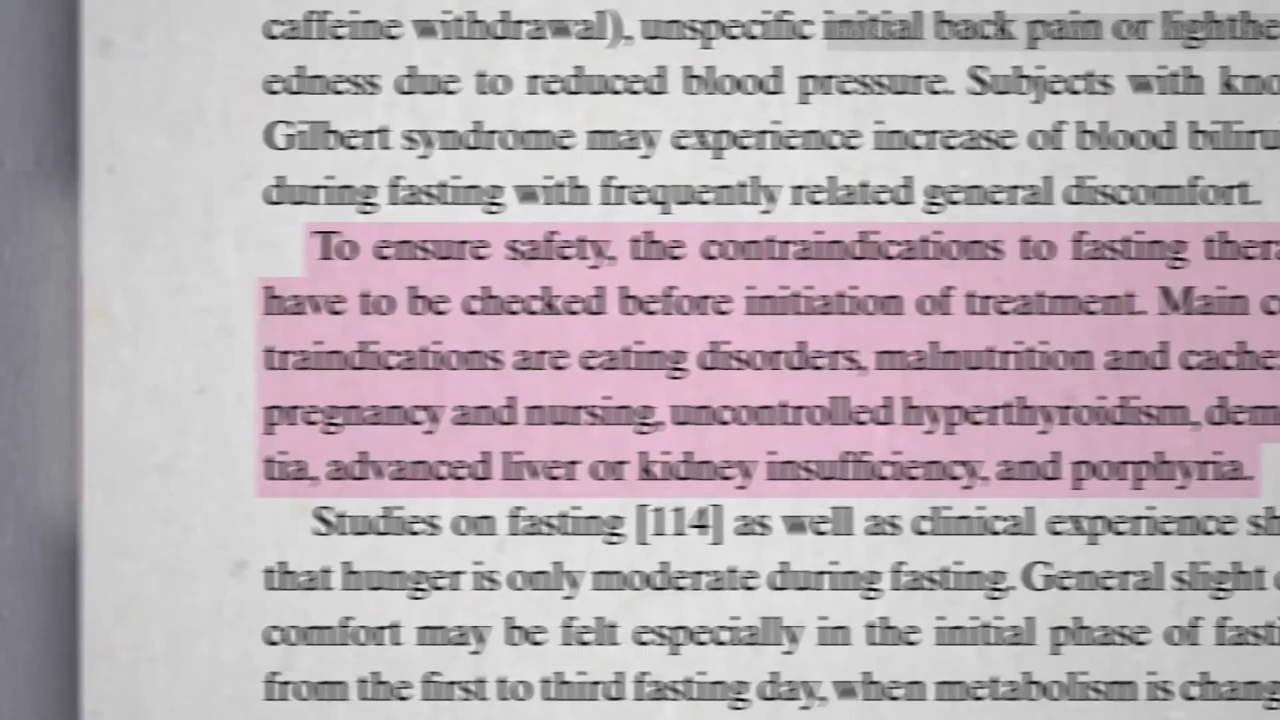 caffeine withdrawal), unspecific initial back pain or lighthe
edness due to reduced blood pressure. Subjects with kno
Gilbert syndrome may experience increase of blood biliru
during fasting with frequently related general discomfort.
To ensure safety, the contraindications to fasting thera
have to be checked before initiation of treatment. Main c
traindications are eating disorders, malnutrition and cache
pregnancy and nursing, uncontrolled hyperthyroidism, dem
tia, advanced liver or kidney insufficiency, and porphyria.
Studies on fasting [114] as well as clinical experience sh
that hunger is only moderate during fasting. General slight
comfort may be felt especially in the initial phase of fasti
from the first to third fasting day, when metabolism is chang